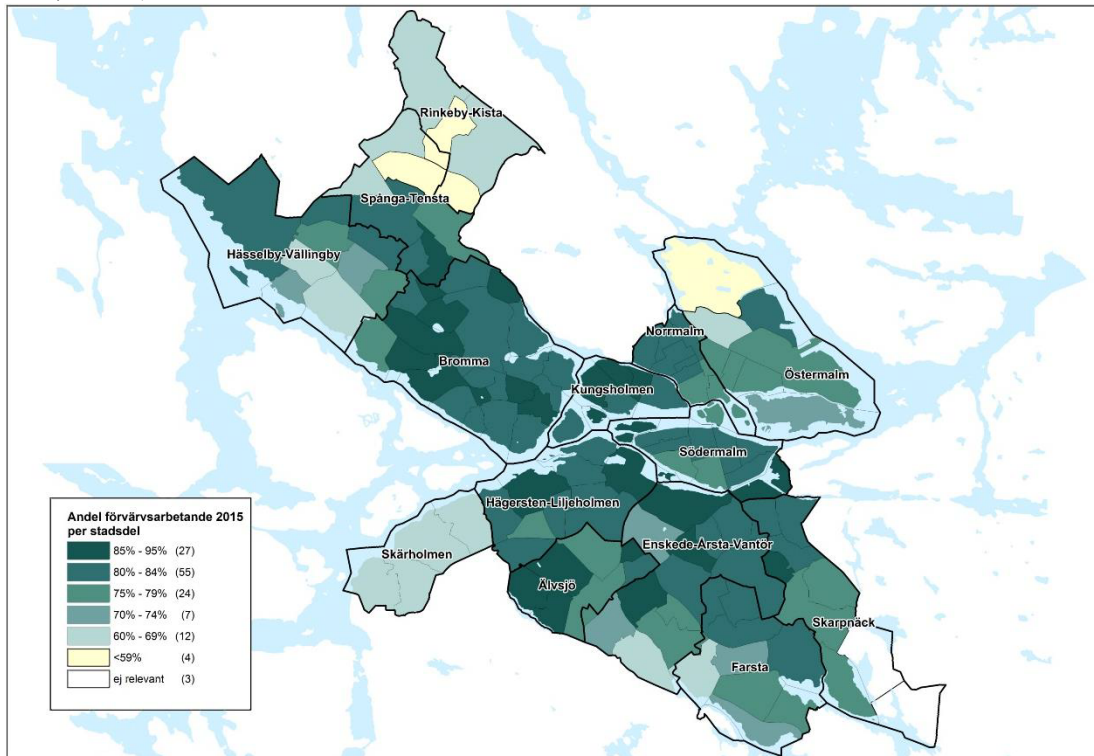 Rinkeby-Kista
Spånga-Tensta
Hässelby-Vällingby
Bromma
Norrmalm
Östermalm
Kungsholmen
Södermalm
Hägersten-Liljeholmen
Skärholmen
Enskede-Årsta-Vantör
Älvsjö
Skarpnäck
Farsta
Andel förvärvsarbetande 2015
per stadsdel
85% - 95% (27)
80% - 84% (55)
75% - 79% (24)
70% - 74% (7)
60% - 69% (12)
<59% (4)
ej relevant (3)